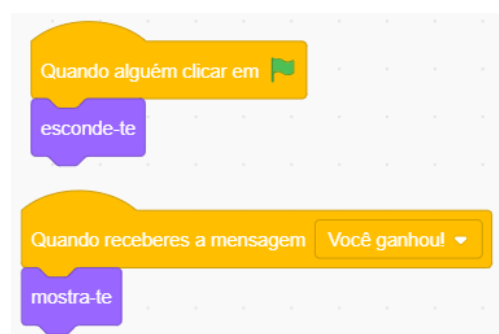 Quando alguém clicar em
esconde-te
Quando receberes a mensagem Você ganhou!
mostra-te